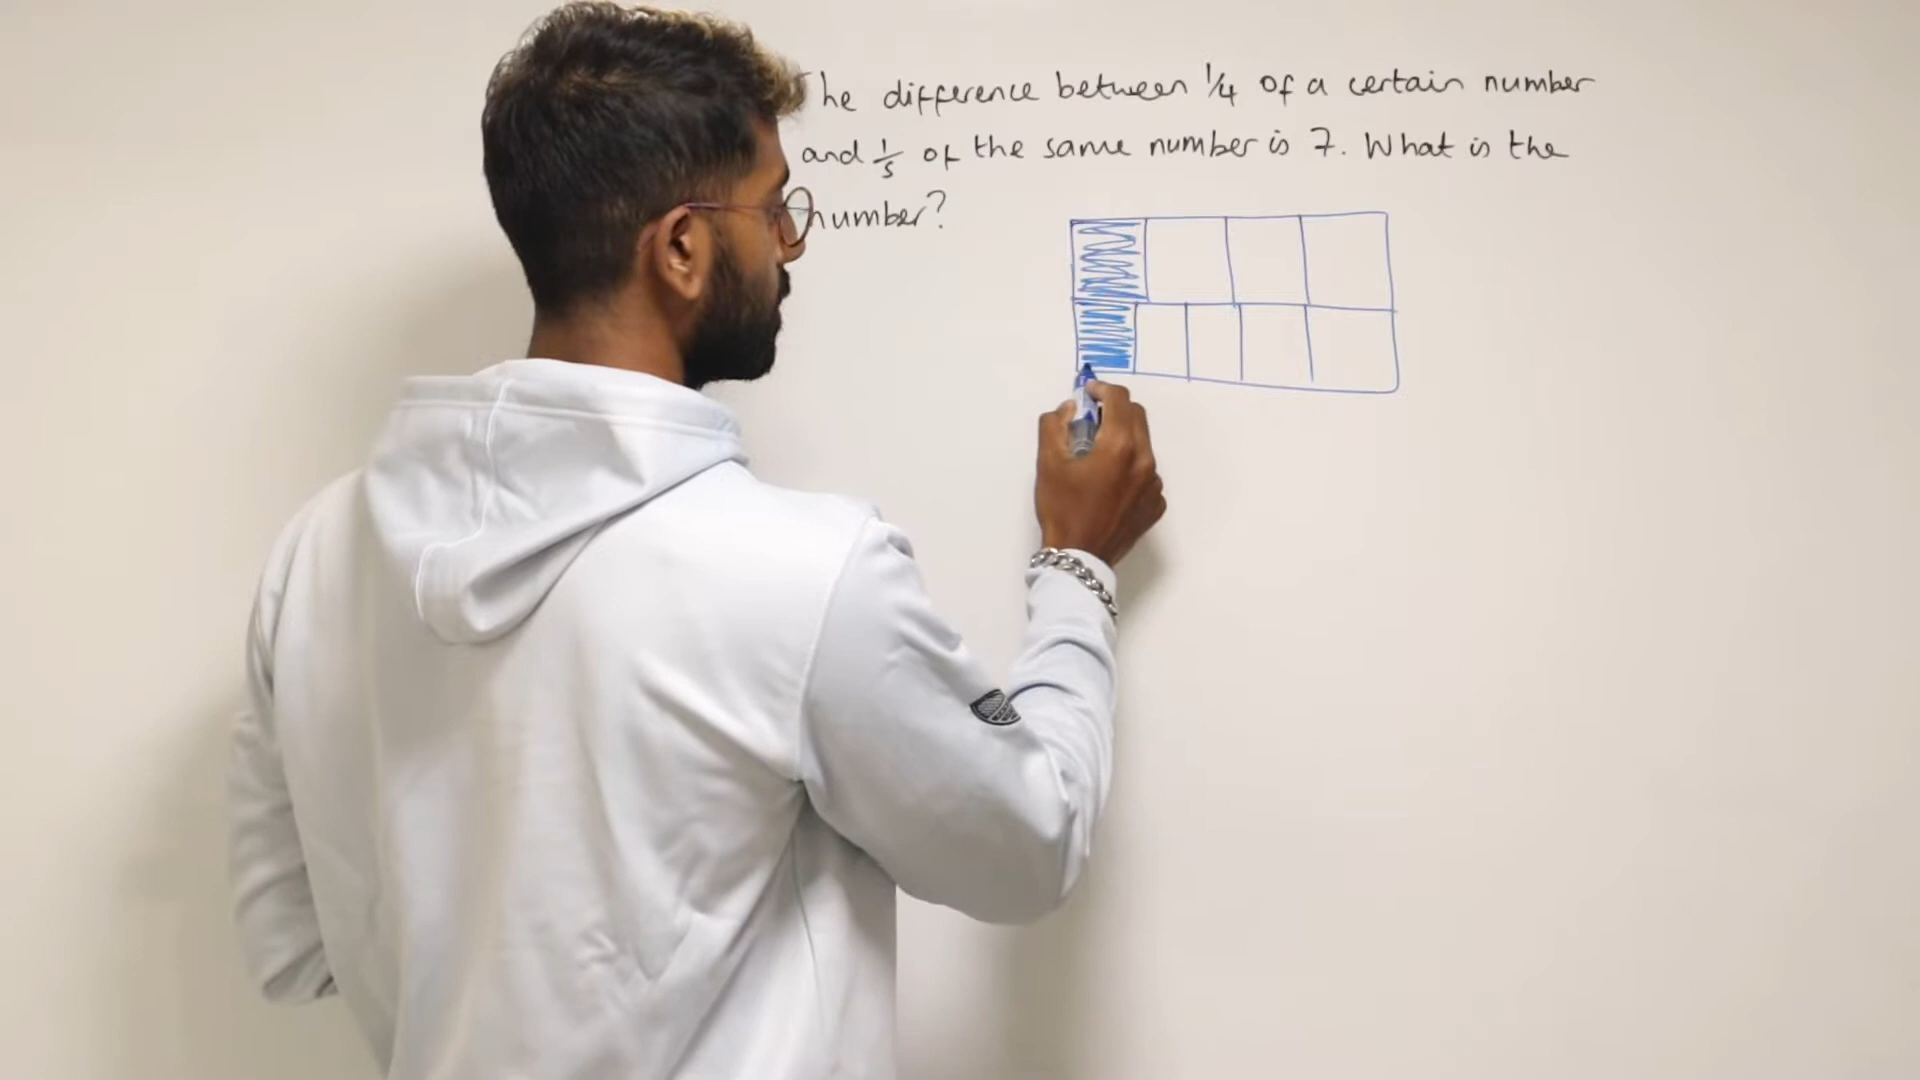 The difference between 1/4 of a certain number
and 1/5 of the same number is 7. What is the
number?